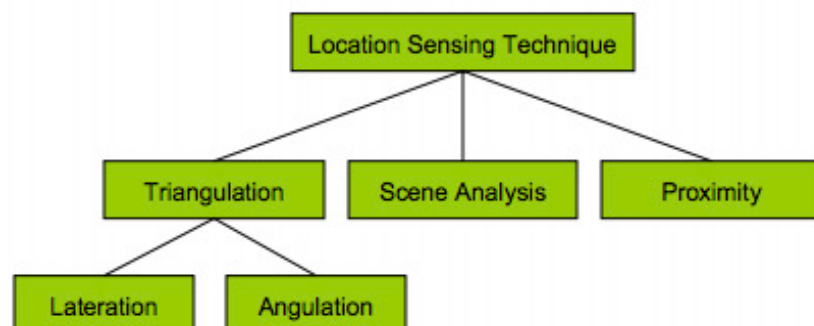 Location Sensing Technique
Triangulation
Scene Analysis
Proximity
Lateration
Angulation